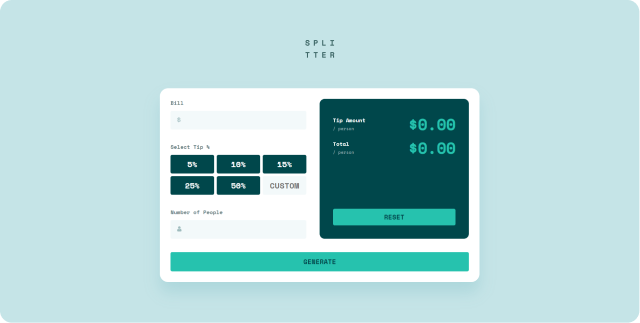 SPLI
TTER
Bill
$
Select Tip %
5% 10% 15%
25% 50% CUSTOM
Number of People
Tip Amount
/ person
$0.00
Total
/ person
$0.00
RESET
GENERATE